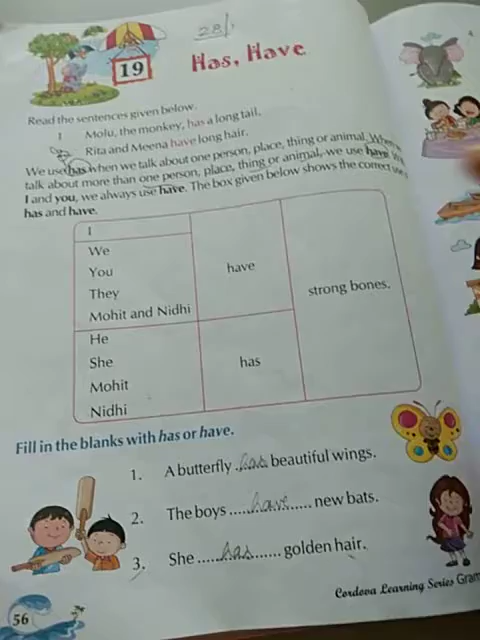 28/1
19
Has, Have
Read the sentences given below.
1 Molu, the monkey, has a long tail.
Rita and Meena have long hair.
We use has when we talk about one person, place, thing or animal. When
talk about more than one person, place, thing or animal, we use have.
I and you, we always use have. The box given below shows the correct
has and have.
I
We
You
They
Mohit and Nidhi
have
strong bones.
He
She
Mohit
Nidhi
has
Fill in the blanks with has or have.
1. A butterfly has beautiful wings.
2. The boys .....have..... new bats.
3. She .....has...... golden hair.
Cordova Learning Series Gram
56